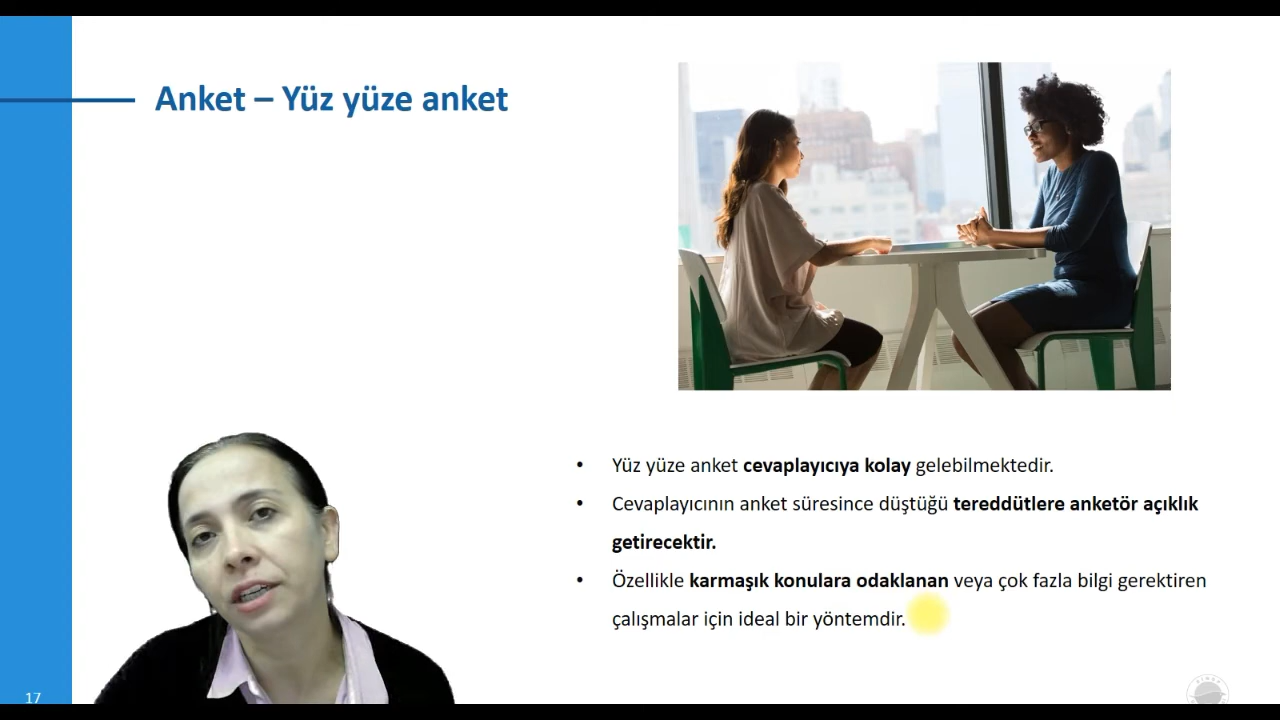 Anket – Yüz yüze anket
• Yüz yüze anket cevaplayıcıya kolay gelebilmektedir.
• Cevaplayıcının anket süresince düştüğü tereddütlere anketör açıklık
getirecektir.
• Özellikle karmaşık konulara odaklanan veya çok fazla bilgi gerektiren
çalışmalar için ideal bir yöntemdir.
17